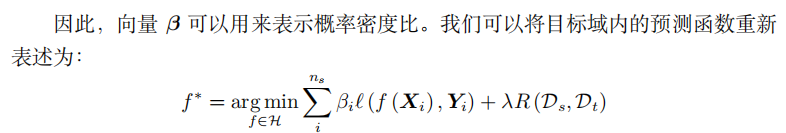 因此，向量 β 可以用来表示概率密度比。我们可以将目标域内的预测函数重新
表述为：
f* = arg min_{f∈ℋ} ∑_{i}^{n_s} β_i ℓ (f (X_i) , Y_i) + λR (𝒟_s, 𝒟_t)